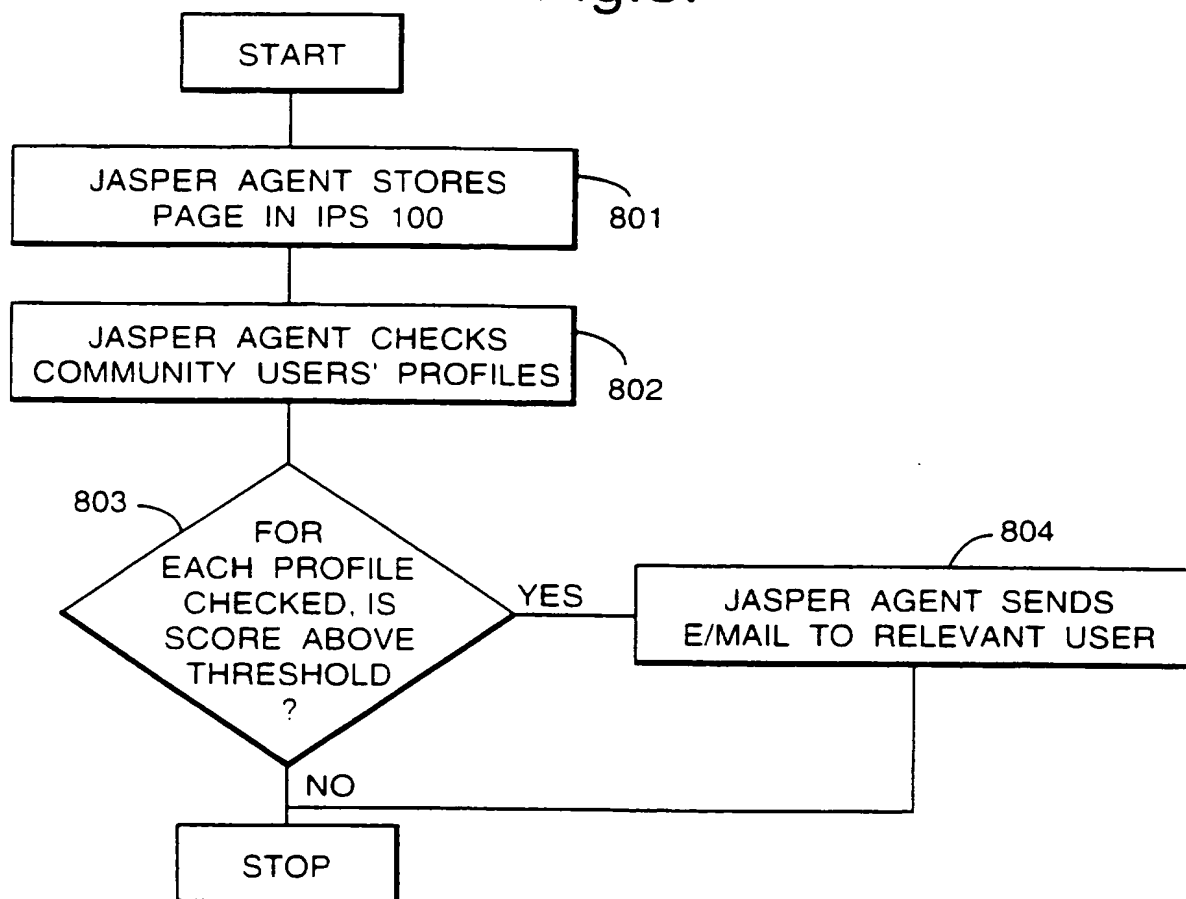 START
JASPER AGENT STORES
PAGE IN IPS 100
801
JASPER AGENT CHECKS
COMMUNITY USERS' PROFILES
802
803
FOR
EACH PROFILE
CHECKED, IS
SCORE ABOVE
THRESHOLD
?
YES
804
JASPER AGENT SENDS
E/MAIL TO RELEVANT USER
NO
STOP